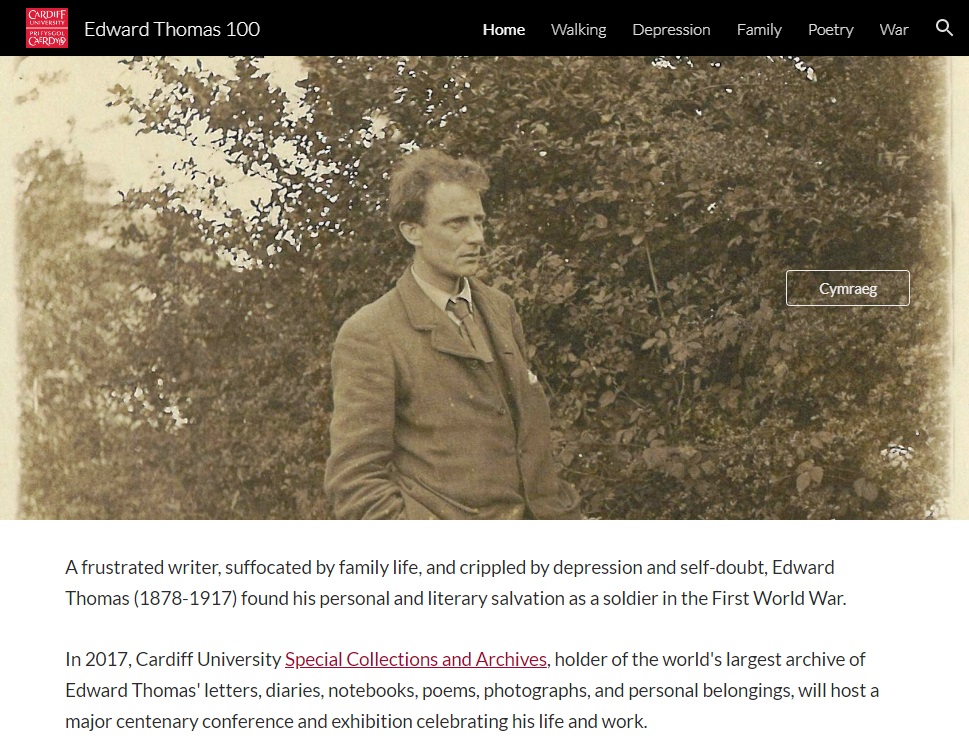 CARDIFF
UNIVERSITY
PRIFYSGOL
CAERDYDD
Edward Thomas 100
Home
Walking
Depression
Family
Poetry
War
Cymraeg
A frustrated writer, suffocated by family life, and crippled by depression and self-doubt, Edward
Thomas (1878-1917) found his personal and literary salvation as a soldier in the First World War.
In 2017, Cardiff University Special Collections and Archives, holder of the world's largest archive of
Edward Thomas' letters, diaries, notebooks, poems, photographs, and personal belongings, will host a
major centenary conference and exhibition celebrating his life and work.